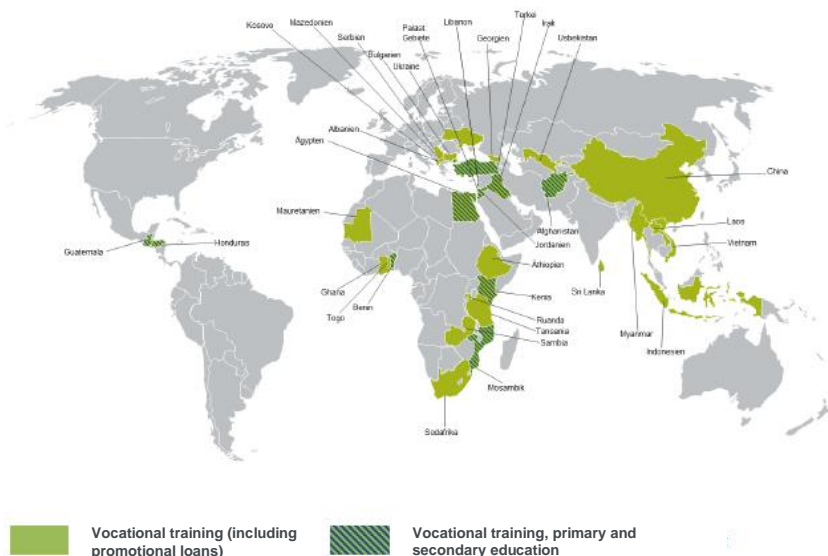 Türkei
Kosovo
Mazedonien
Palast.
Gebiete
Libanon
Irak
Serbien
Georgien
Usbekistan
Bulgarien
Ukraine
Albanien
Ägypten
China
Mauretanien
Afghanistan
Laos
Guatemala
Honduras
Jordanien
Vietnam
Äthiopien
Ghana
Benin
Kenia
Sri Lanka
Togo
Ruanda
Tansania
Myanmar
Sambia
Indonesien
Mosambik
Südafrika
Vocational training (including
promotional loans)
Vocational training, primary and
secondary education